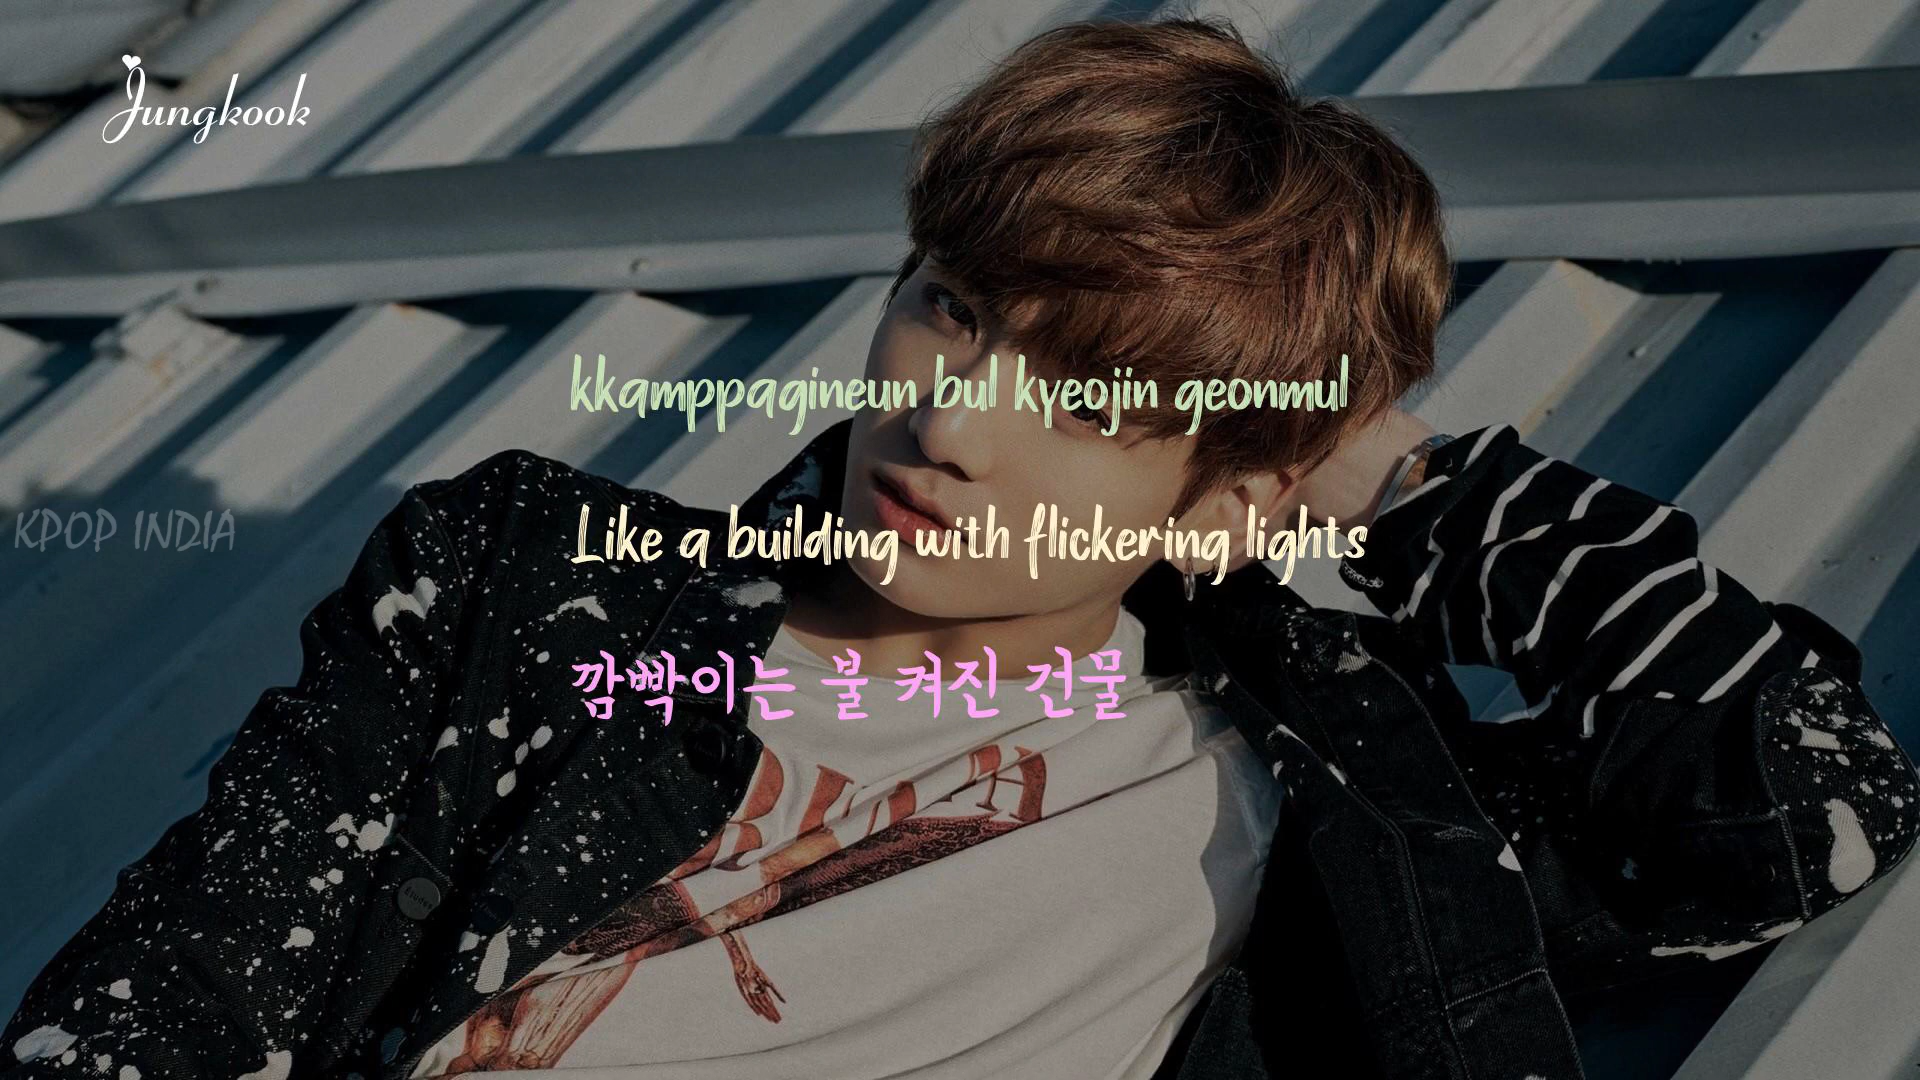 Jungkook
kkamppagineun bul kyeojin geonmul
KPOP INDIA
Like a building with flickering lights
깜빡이는 불 켜진 건물